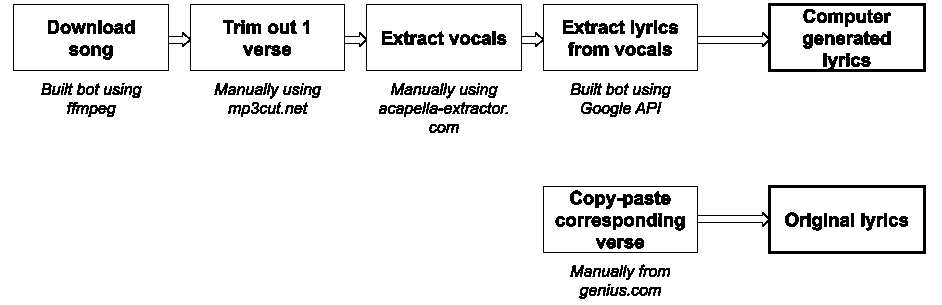 Download
song
Built bot using
ffmpeg
Trim out 1
verse
Manually using
mp3cut.net
Extract vocals
Manually using
acapella-extractor.
com
Extract lyrics
from vocals
Built bot using
Google API
Computer
generated
lyrics
Copy-paste
corresponding
verse
Manually from
genius.com
Original lyrics